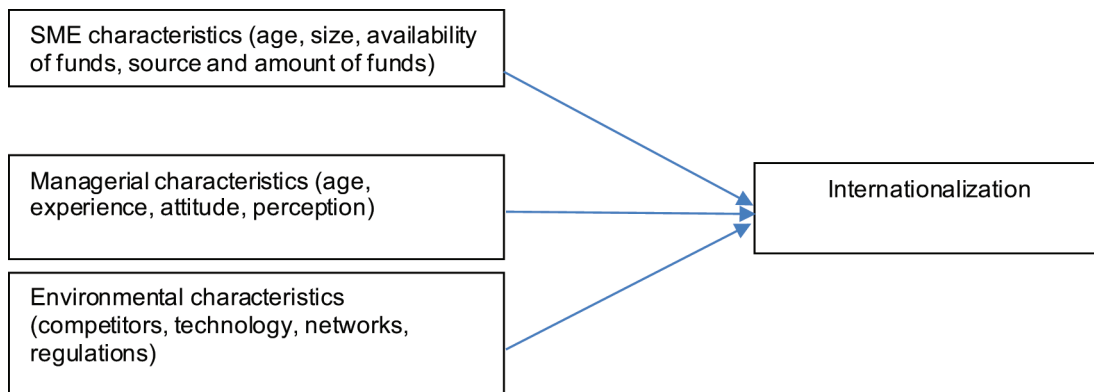 SME characteristics (age, size, availability
of funds, source and amount of funds)
Managerial characteristics (age,
experience, attitude, perception)
Internationalization
Environmental characteristics
(competitors, technology, networks,
regulations)